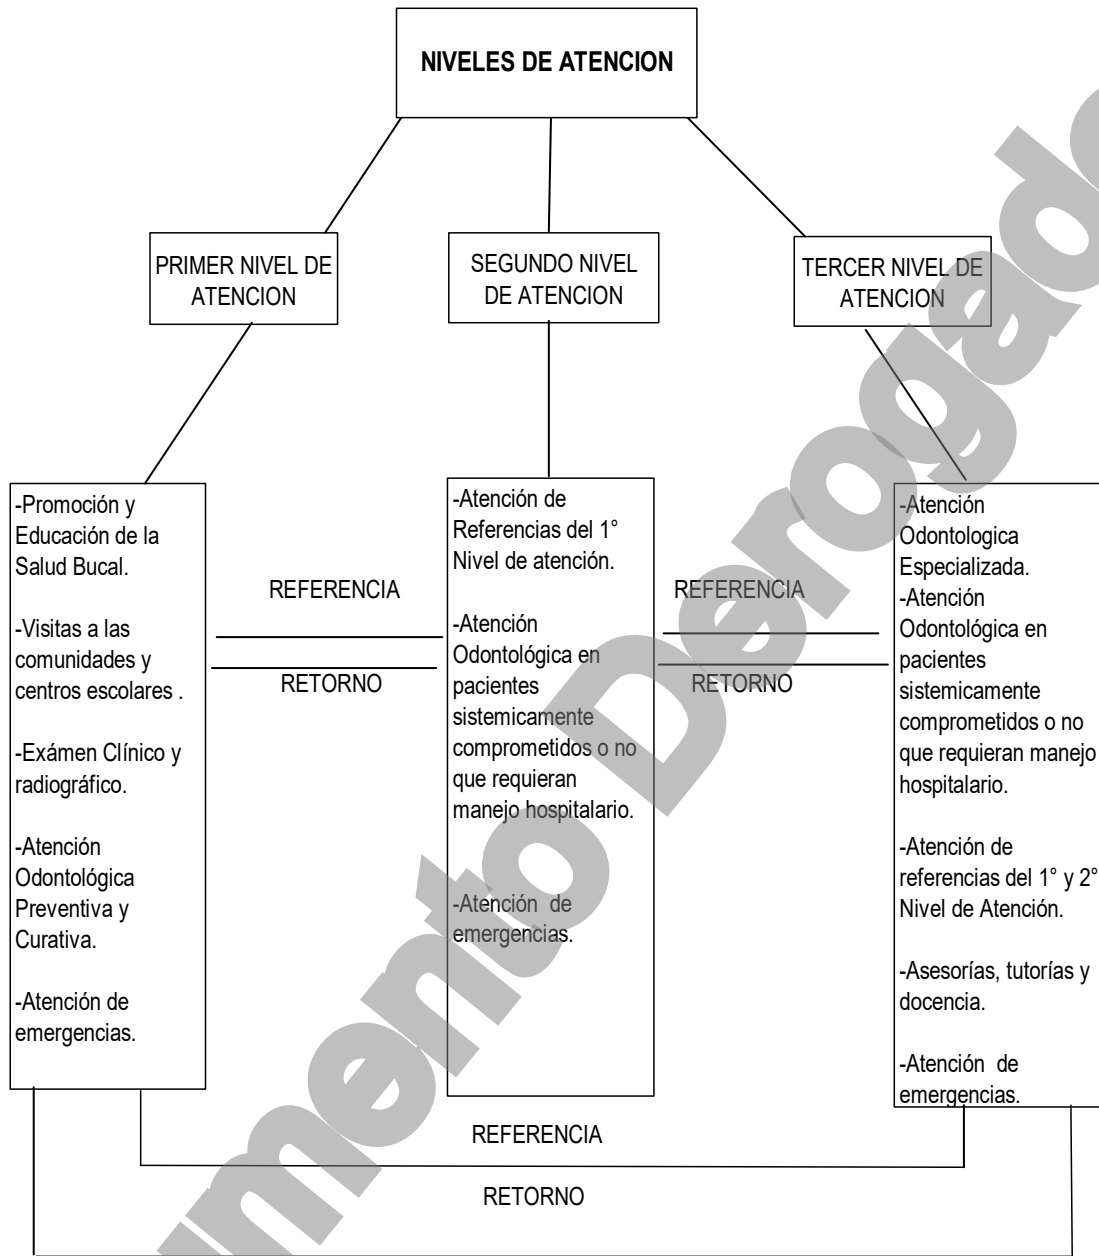 NIVELES DE ATENCION
PRIMER NIVEL DE
ATENCION
SEGUNDO NIVEL
DE ATENCION
TERCER NIVEL DE
ATENCION
-Promoción y
Educación de la
Salud Bucal.
-Visitas a las
comunidades y
centros escolares .
-Exámen Clínico y
radiográfico.
-Atención
Odontológica
Preventiva y
Curativa.
-Atención de
emergencias.
REFERENCIA
RETORNO
-Atención de
Referencias del 1°
Nivel de atención.
-Atención
Odontológica en
pacientes
sistemicamente
comprometidos o no
que requieran
manejo hospitalario.
-Atención  de
emergencias.
REFERENCIA
RETORNO
-Atención
Odontologica
Especializada.
-Atención
Odontológica en
pacientes
sistemicamente
comprometidos o no
que requieran manejo
hospitalario.
-Atención de
referencias del 1° y 2°
Nivel de Atención.
-Asesorías, tutorías y
docencia.
-Atención  de
emergencias.
REFERENCIA
RETORNO
umento Derogado